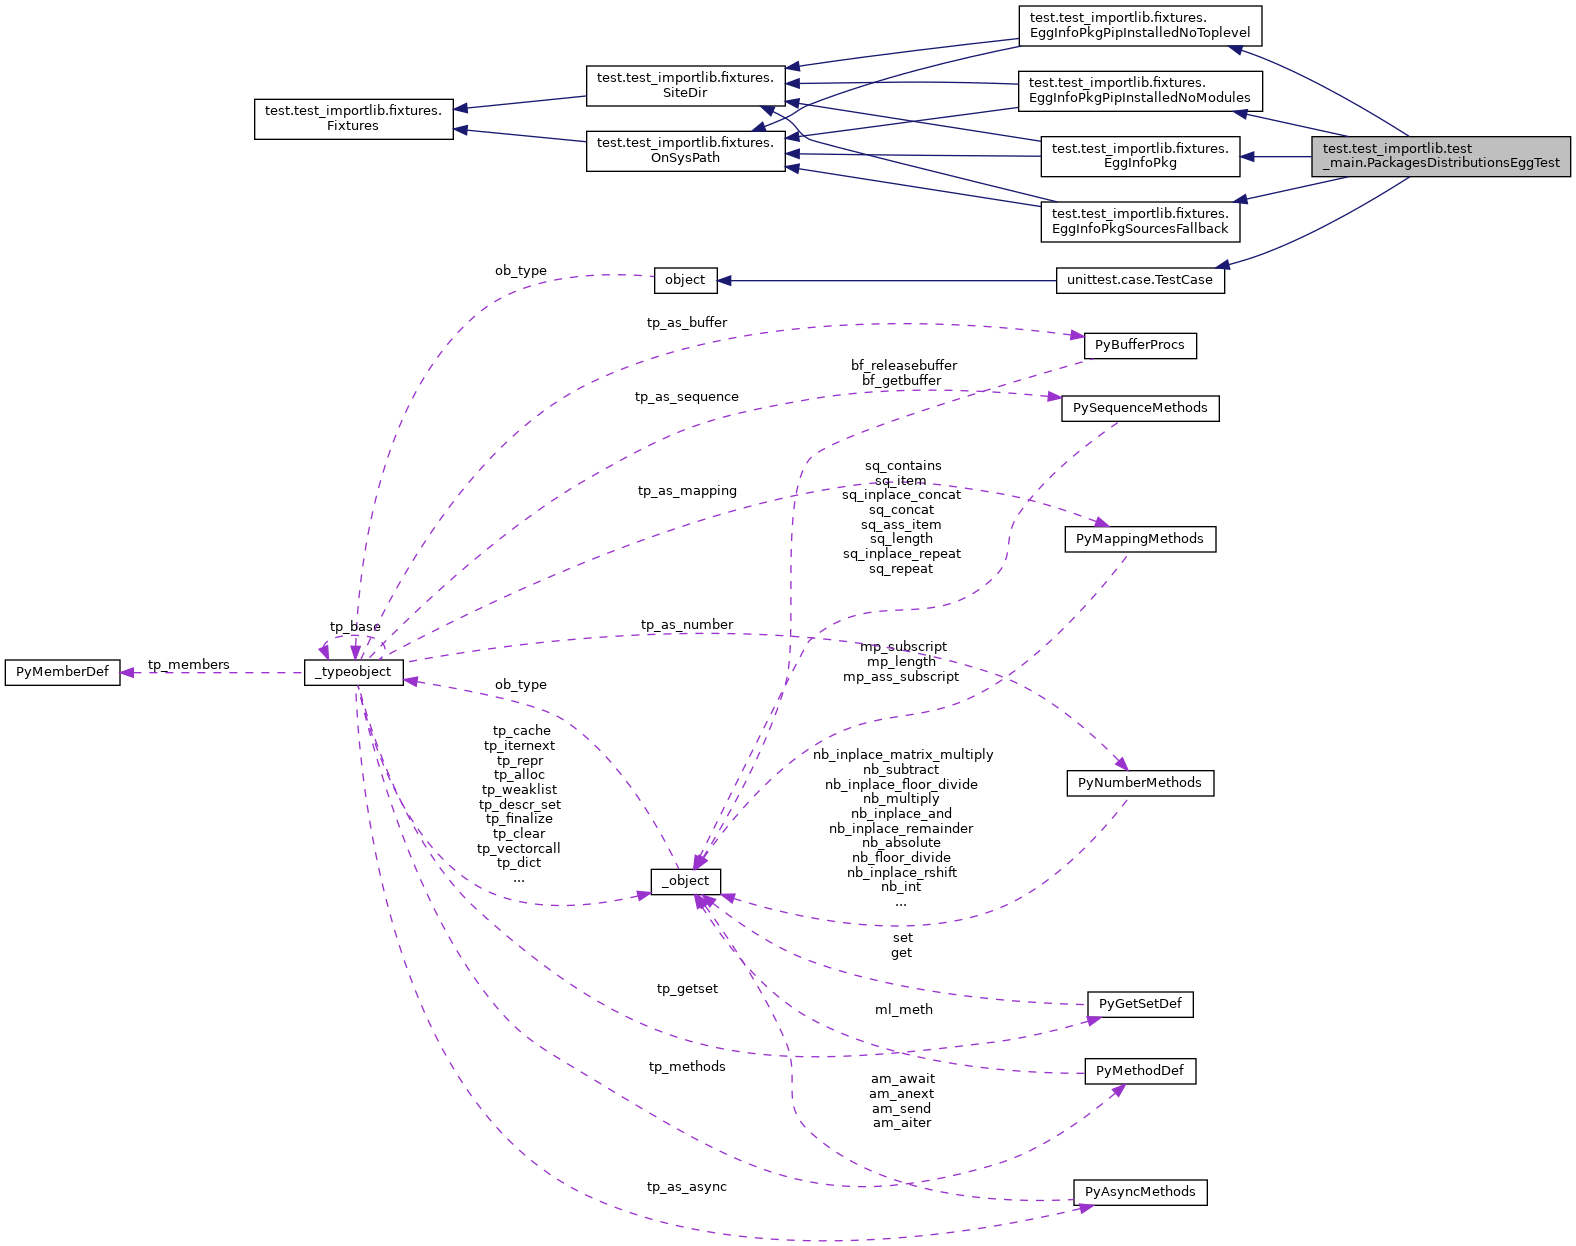 test.test_importlib.fixtures.
EggInfoPkgPipInstalledNoToplevel
test.test_importlib.fixtures.
SiteDir
test.test_importlib.fixtures.
EggInfoPkgPipInstalledNoModules
test.test_importlib.fixtures.
Fixtures
test.test_importlib.fixtures.
OnSysPath
test.test_importlib.fixtures.
EggInfoPkg
test.test_importlib.test
_main.PackagesDistributionsEggTest
test.test_importlib.fixtures.
EggInfoPkgSourcesFallback
ob_type
object
unittest.case.TestCase
tp_as_buffer
PyBufferProcs
bf_releasebuffer
bf_getbuffer
tp_as_sequence
PySequenceMethods
sq_contains
sq_item
sq_inplace_concat
sq_concat
sq_ass_item
sq_length
sq_inplace_repeat
sq_repeat
tp_as_mapping
PyMappingMethods
tp_base
tp_as_number
mp_subscript
mp_length
mp_ass_subscript
PyMemberDef
tp_members
_typeobject
ob_type
tp_cache
tp_iternext
tp_repr
tp_alloc
tp_weaklist
tp_descr_set
tp_finalize
tp_clear
tp_vectorcall
tp_dict
...
nb_inplace_matrix_multiply
nb_subtract
nb_inplace_floor_divide
nb_multiply
nb_inplace_and
nb_inplace_remainder
nb_absolute
nb_floor_divide
nb_inplace_rshift
nb_int
...
PyNumberMethods
_object
set
get
tp_getset
PyGetSetDef
ml_meth
tp_methods
PyMethodDef
am_await
am_anext
am_send
am_aiter
tp_as_async
PyAsyncMethods